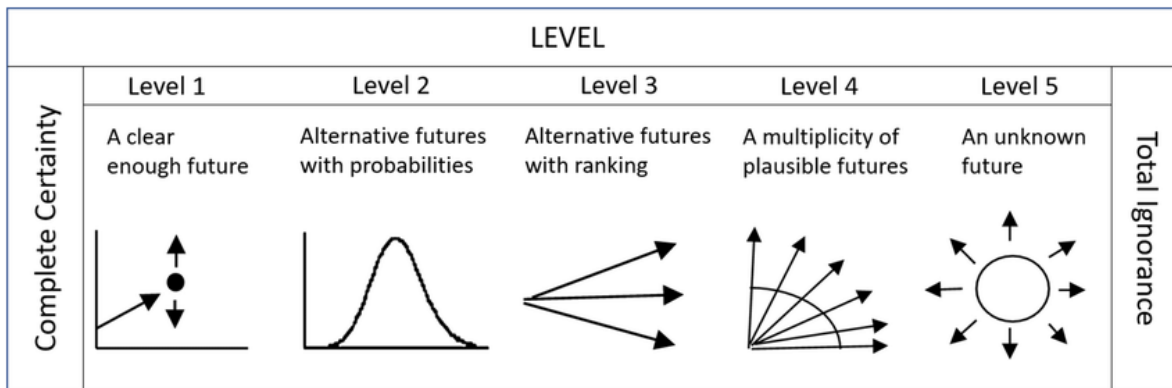 LEVEL
Complete Certainty
Level 1
Level 2
Level 3
Level 4
Level 5
Total Ignorance
A clear
enough future
Alternative futures
with probabilities
Alternative futures
with ranking
A multiplicity of
plausible futures
An unknown
future